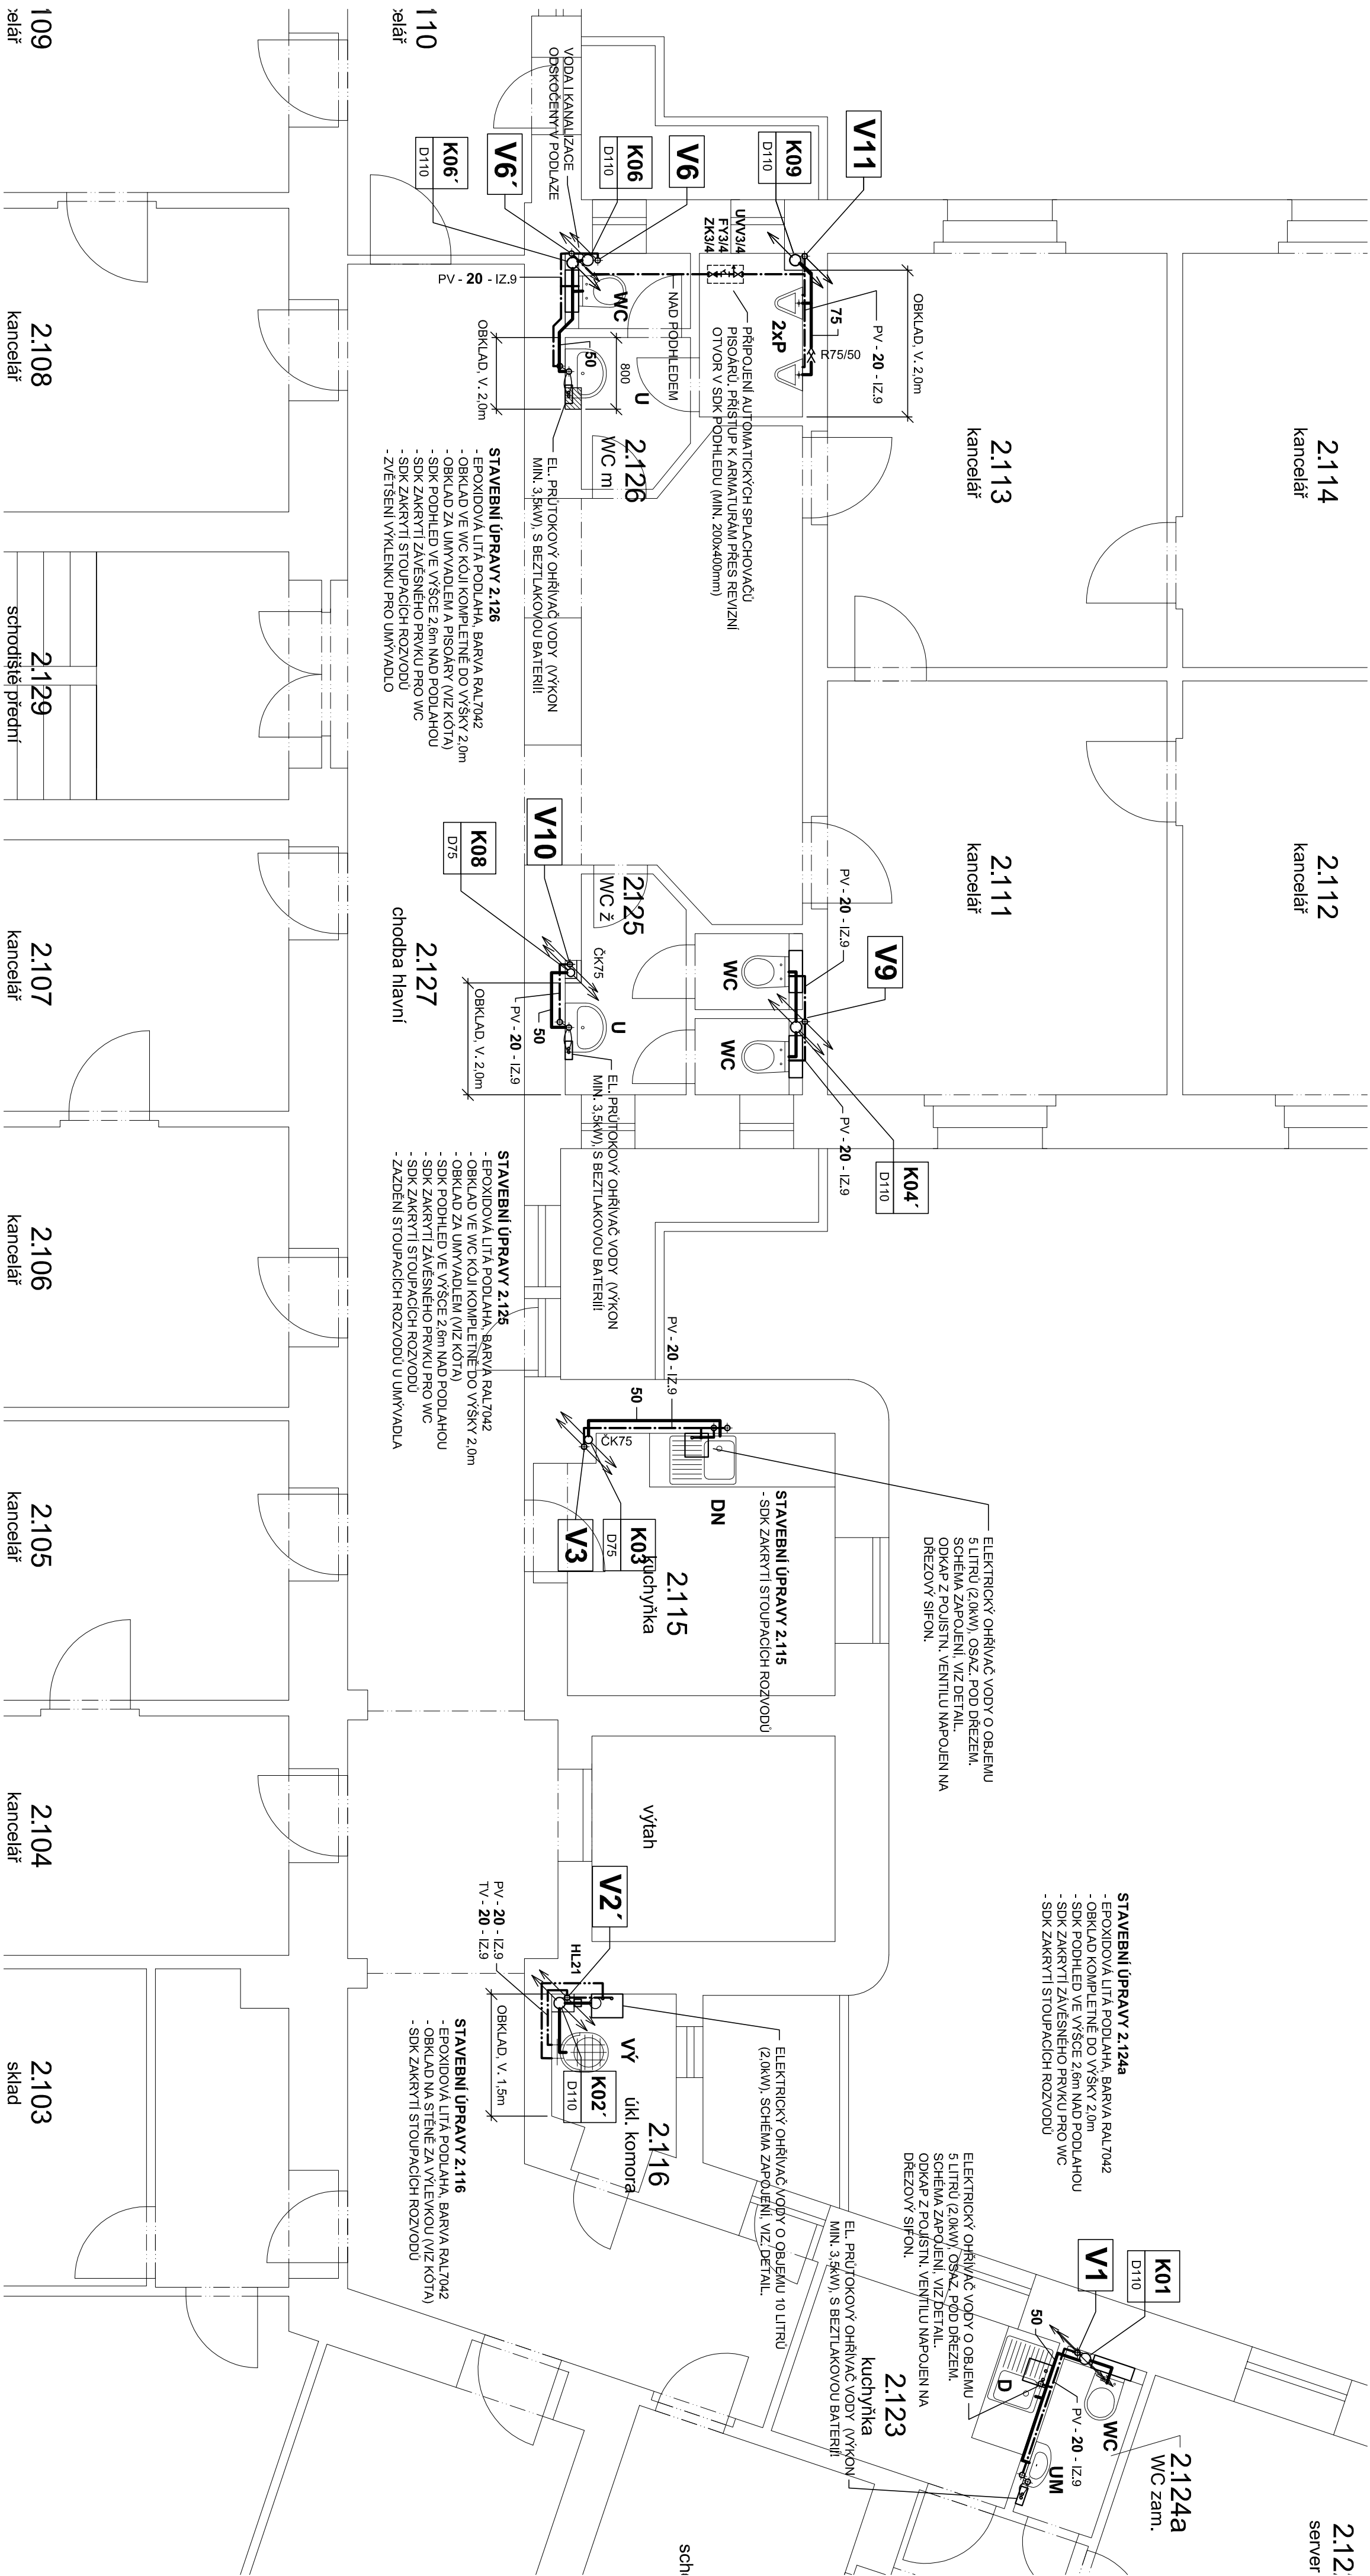 109
elář
110
elář
2.108
kancelář
2.129
schodiště přední
2.107
kancelář
2.106
kancelář
2.105
kancelář
2.104
kancelář
2.103
sklad
2.127
chodba hlavní
2.114
kancelář
2.113
kancelář
2.112
kancelář
2.111
kancelář
V11
K09
D110
V6
K06
D110
VODA I KANALIZACE
ODSKOČENY V PODLAZE
V6´
K06´
D110
UVV3/4
FY3/4
ZK3/4
OBKLAD, V. 2,0m
PV - 20 - IZ.9
75
R75/50
2xP
PŘIPOJENÍ AUTOMATICKÝCH SPLACHOVAČŮ
PISOÁRŮ. PŘÍSTUP K ARMATURÁM PŘES REVIZNÍ
OTVOR V SDK PODHLEDU (MIN. 200x400mm)
NAD PODHLEDEM
WC
PV - 20 - IZ.9
50
800
U
OBKLAD, V. 2,0m
2.126
WC m
EL. PRŮTOKOVÝ OHŘÍVAČ VODY (VÝKON
MIN. 3,5kW), S BEZTLAKOVOU BATERIÍ!
STAVEBNÍ ÚPRAVY 2.126
- EPOXIDOVÁ LITÁ PODLAHA, BARVA RAL7042
- OBKLAD VE WC KÓJI KOMPLETNĚ DO VÝŠKY 2,0m
- OBKLAD ZA UMYVADLEM A PISOÁRY (VIZ KÓTA)
- SDK PODHLED VE VÝŠCE 2,6m NAD PODLAHOU
- SDK ZAKRYTÍ ZÁVĚSNÉHO PRVKU PRO WC
- SDK ZAKRYTÍ STOUPACÍCH ROZVODŮ
- ZVĚTŠENÍ VÝKLENKU PRO UMÝVADLO
V10
K08
D75
2.125
WC ž
ČK75
U
PV - 20 - IZ.9
50
OBKLAD, V. 2,0m
V9
PV - 20 - IZ.9
WC
WC
PV - 20 - IZ.9
K04´
D110
EL. PRŮTOKOVÝ OHŘÍVAČ VODY (VÝKON
MIN. 3,5kW), S BEZTLAKOVOU BATERIÍ!
STAVEBNÍ ÚPRAVY 2.125
- EPOXIDOVÁ LITÁ PODLAHA, BARVA RAL7042
- OBKLAD VE WC KÓJI KOMPLETNĚ DO VÝŠKY 2,0m
- OBKLAD ZA UMYVADLEM (VIZ KÓTA)
- SDK PODHLED VE VÝŠCE 2,6m NAD PODLAHOU
- SDK ZAKRYTÍ ZÁVĚSNÉHO PRVKU PRO WC
- SDK ZAKRYTÍ STOUPACÍCH ROZVODŮ
- ZAZDĚNÍ STOUPACÍCH ROZVODŮ U UMÝVADLA
PV - 20 - IZ.9
50
ČK75
DN
K03
D75
V3
2.115
kuchyňka
STAVEBNÍ ÚPRAVY 2.115
- SDK ZAKRYTÍ STOUPACÍCH ROZVODŮ
ELEKTRICKÝ OHŘÍVAČ VODY O OBJEMU
5 LITRŮ (2,0kW), OSAZ. POD DŘEZEM.
SCHÉMA ZAPOJENÍ, VIZ DETAIL.
ODKAP Z POJISTN. VENTILU NAPOJEN NA
DŘEZOVÝ SIFON.
výtah
V2´
PV - 20 - IZ.9
TV - 20 - IZ.9
HL21
OBKLAD, V. 1,5m
VÝ
K02´
D110
2.116
úkl. komora
STAVEBNÍ ÚPRAVY 2.116
- EPOXIDOVÁ LITÁ PODLAHA, BARVA RAL7042
- OBKLAD NA STĚNĚ ZA VÝLEVKOU (VIZ KÓTA)
- SDK ZAKRYTÍ STOUPACÍCH ROZVODŮ
ELEKTRICKÝ OHŘÍVAČ VODY O OBJEMU 10 LITRŮ
(2,0kW), SCHÉMA ZAPOJENÍ, VIZ. DETAIL.
STAVEBNÍ ÚPRAVY 2.124a
- EPOXIDOVÁ LITÁ PODLAHA, BARVA RAL7042
- OBKLAD KOMPLETNĚ DO VÝŠKY 2,0m
- SDK PODHLED VE VÝŠCE 2,6m NAD PODLAHOU
- SDK ZAKRYTÍ ZÁVĚSNÉHO PRVKU PRO WC
- SDK ZAKRYTÍ STOUPACÍCH ROZVODŮ
ELEKTRICKÝ OHŘÍVAČ VODY O OBJEMU
5 LITRŮ (2,0kW), OSAZ. POD DŘEZEM.
SCHÉMA ZAPOJENÍ, VIZ DETAIL.
ODKAP Z POJISTN. VENTILU NAPOJEN NA
DŘEZOVÝ SIFON.
EL. PRŮTOKOVÝ OHŘÍVAČ VODY (VÝKON
MIN. 3,5kW), S BEZTLAKOVOU BATERIÍ!
K01
D110
V1
50
D
WC
PV - 20 - IZ.9
UM
2.123
kuchyňka
2.124a
WC zam.
2.12
server
sch